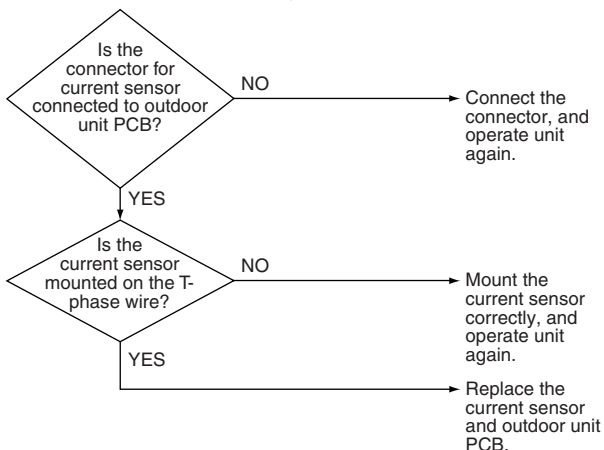 Is the
connector for
current sensor
connected to outdoor
unit PCB?
NO
Connect the
connector, and
operate unit
again.
YES
Is the
current sensor
mounted on the T-
phase wire?
NO
Mount the
current sensor
correctly, and
operate unit
again.
YES
Replace the
current sensor
and outdoor unit
PCB.